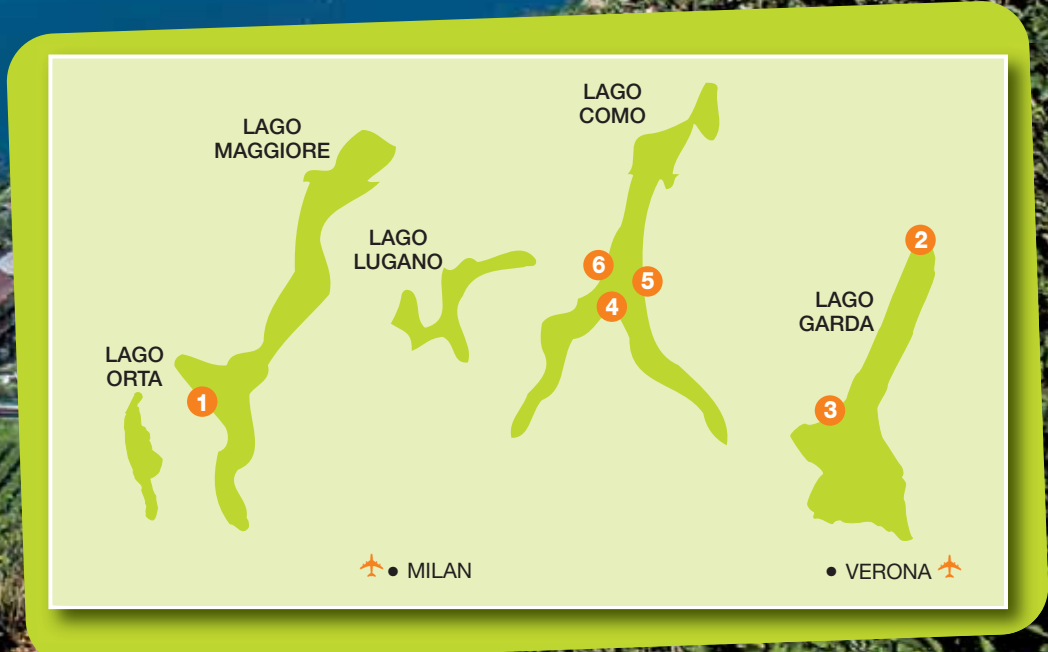 LAGO
COMO
LAGO
MAGGIORE
LAGO
LUGANO
2
6
5
4
LAGO
GARDA
LAGO
ORTA
1
3
MILAN
VERONA